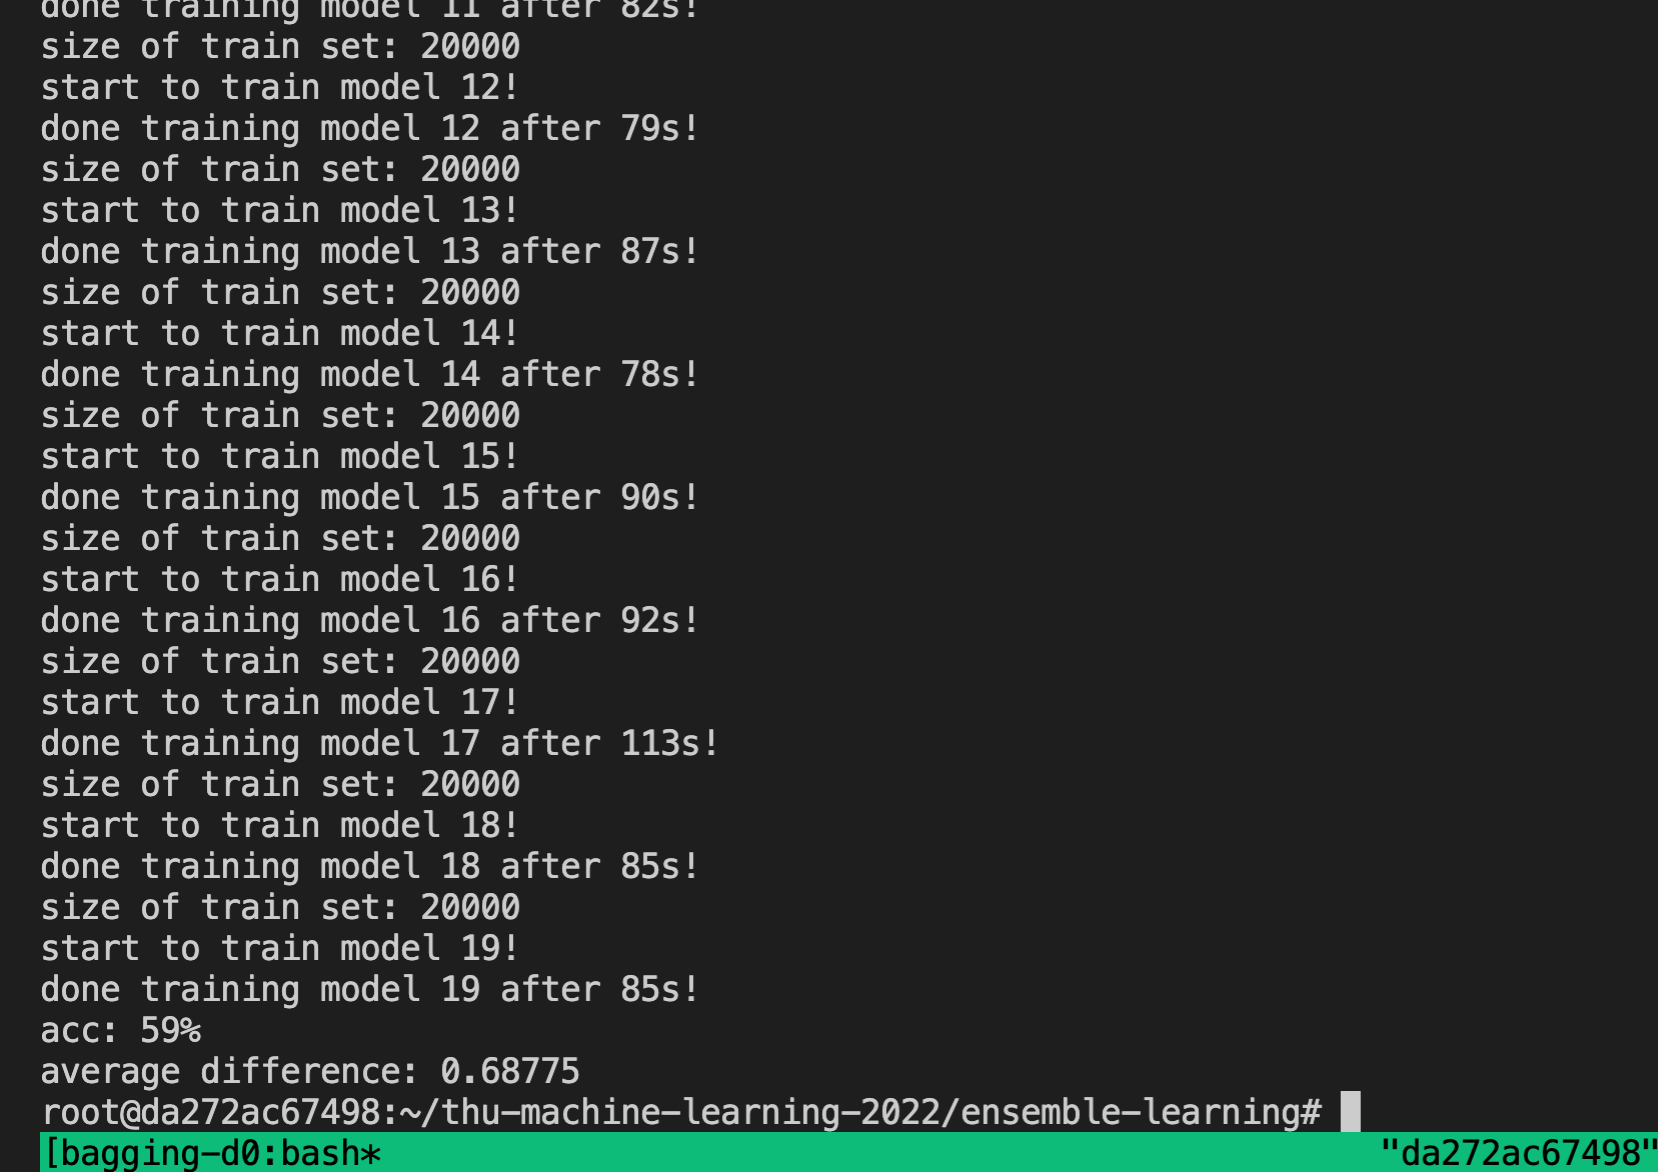 done training model 11 after 82s!
size of train set: 20000
start to train model 12!
done training model 12 after 79s!
size of train set: 20000
start to train model 13!
done training model 13 after 87s!
size of train set: 20000
start to train model 14!
done training model 14 after 78s!
size of train set: 20000
start to train model 15!
done training model 15 after 90s!
size of train set: 20000
start to train model 16!
done training model 16 after 92s!
size of train set: 20000
start to train model 17!
done training model 17 after 113s!
size of train set: 20000
start to train model 18!
done training model 18 after 85s!
size of train set: 20000
start to train model 19!
done training model 19 after 85s!
acc: 59%
average difference: 0.68775
root@da272ac67498:~/thu-machine-learning-2022/ensemble-learning#
[bagging-d0:bash* "da272ac67498"